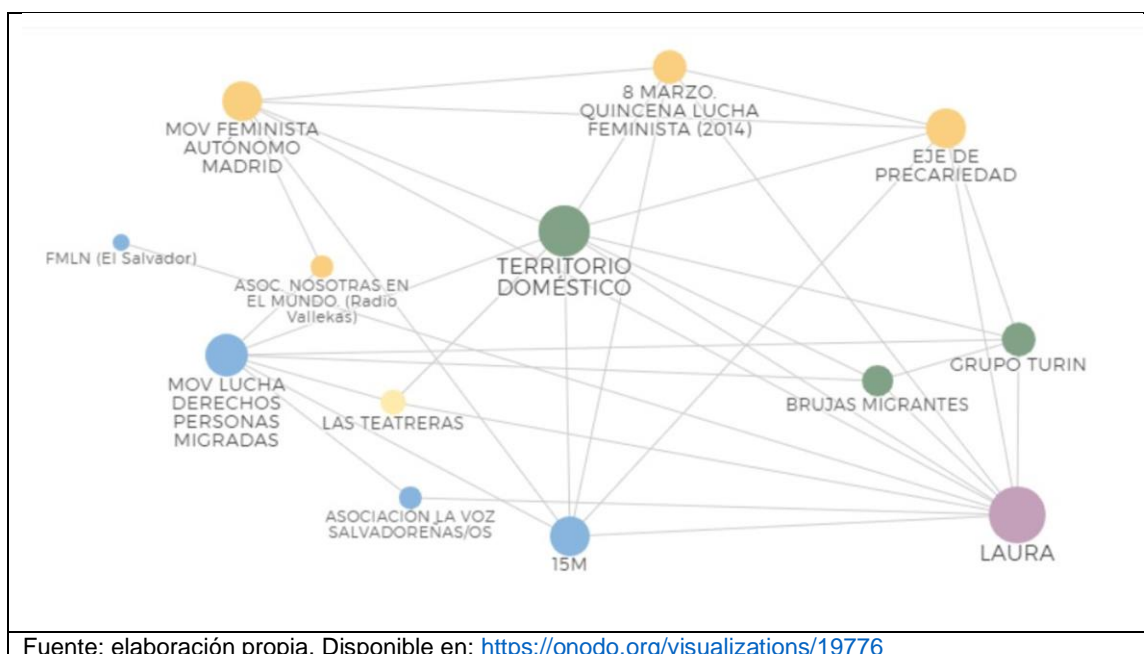 MOV FEMINISTA
AUTÓNOMO
MADRID
8 MARZO.
QUINCENA LUCHA
FEMINISTA (2014)
EJE DE
PRECARIEDAD
FMLN (El Salvador)
ASOC. NOSOTRAS EN
EL MUNDO. (Radio
Vallekas)
TERRITORIO
DOMÉSTICO
MOV LUCHA
DERECHOS
PERSONAS
MIGRADAS
LAS TEATRERAS
BRUJAS MIGRANTES
GRUPO TURIN
ASOCIACIÓN LA VOZ
SALVADOREÑAS/OS
15M
LAURA
Fuente: elaboración propia. Disponible en: https://onodo.org/visualizations/19776